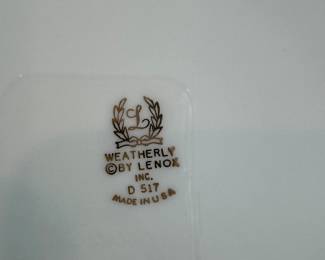 L
WEATHERLY
©BY LENOX
INC.
D 517
MADE IN USA